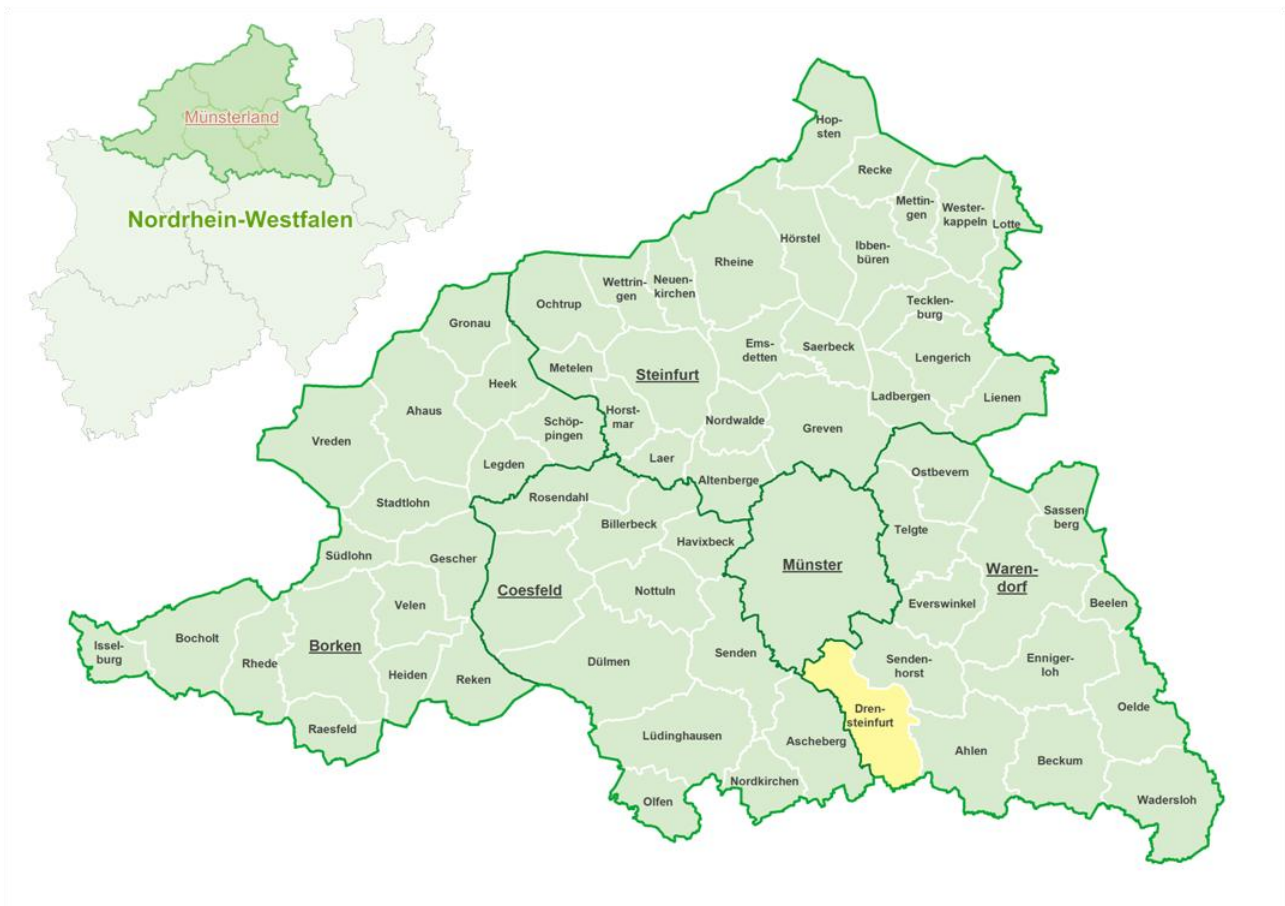 Münsterland
Nordrhein-Westfalen
Hop-
sten
Recke
Mettin-
gen
Wester-
kappeln
Lotte
Hörstel
Ibben-
büren
Rheine
Wettrin-
gen
Neuen-
kirchen
Ochtrup
Tecklen-
burg
Gronau
Ems-
detten
Saerbeck
Lengerich
Metelen
Steinfurt
Heek
Ladbergen
Lienen
Ahaus
Horst-
mar
Nordwalde
Greven
Schöp-
pingen
Vreden
Laer
Legden
Altenberge
Ostbevern
Stadtlohn
Rosendahl
Billerbeck
Sassen
berg
Telgte
Havixbeck
Südlohn
Gescher
Münster
Waren-
dorf
Coesfeld
Nottuln
Velen
Everswinkel
Beelen
Issel-
burg
Bocholt
Rhede
Borken
Senden
Dülmen
Senden-
horst
Enniger-
loh
Heiden
Reken
Oelde
Dren-
steinfurt
Raesfeld
Lüdinghausen
Ascheberg
Ahlen
Beckum
Nordkirchen
Olfen
Wadersloh